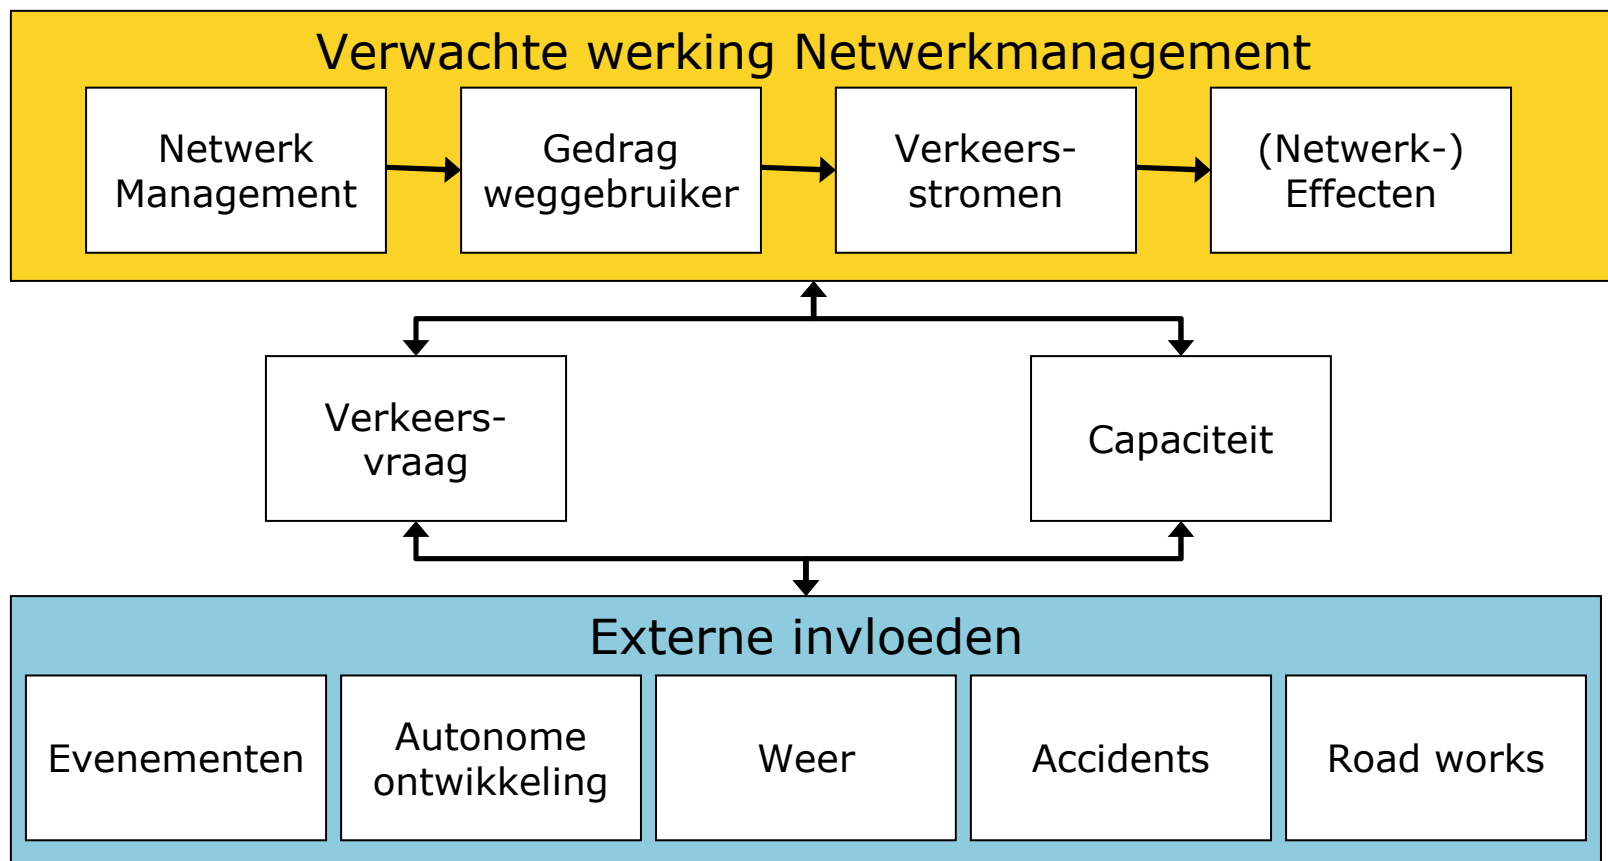 Verwachte werking Netwerkmanagement
Netwerk
Management
Gedrag
weggebruiker
Verkeers-
stromen
(Netwerk-)
Effecten
Verkeers-
vraag
Capaciteit
Externe invloeden
Evenementen
Autonome
ontwikkeling
Weer
Accidents
Road works